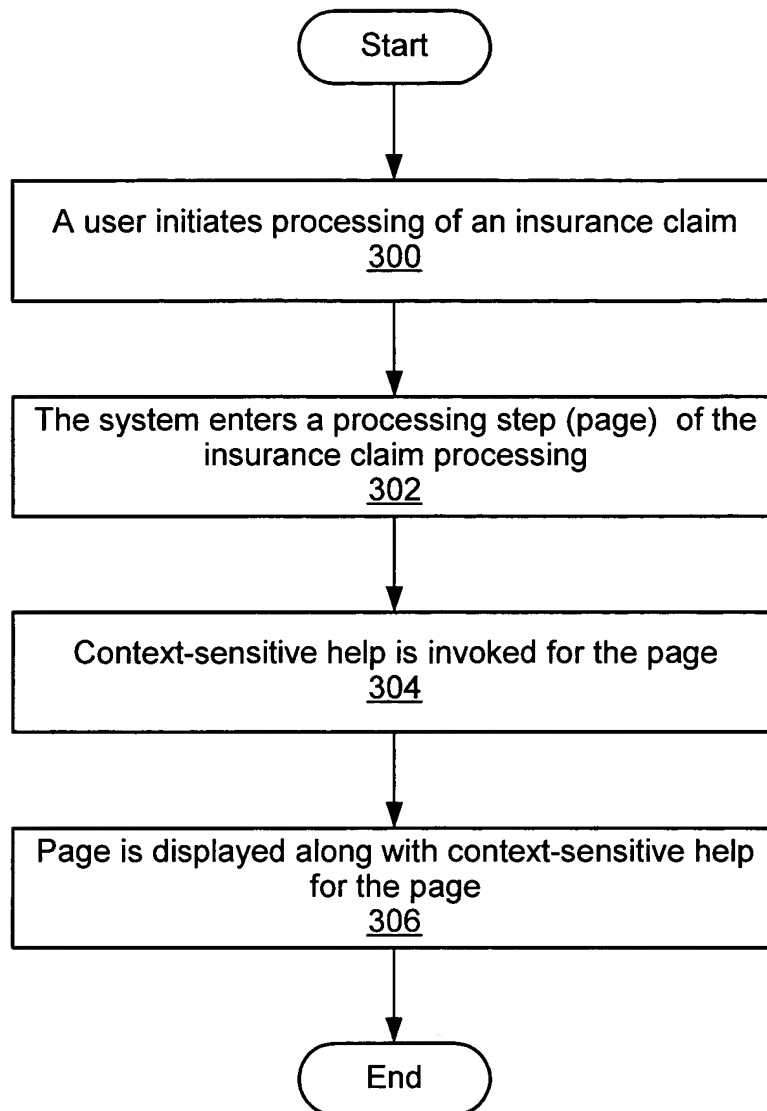 Start
A user initiates processing of an insurance claim
300
The system enters a processing step (page) of the
insurance claim processing
302
Context-sensitive help is invoked for the page
304
Page is displayed along with context-sensitive help
for the page
306
End